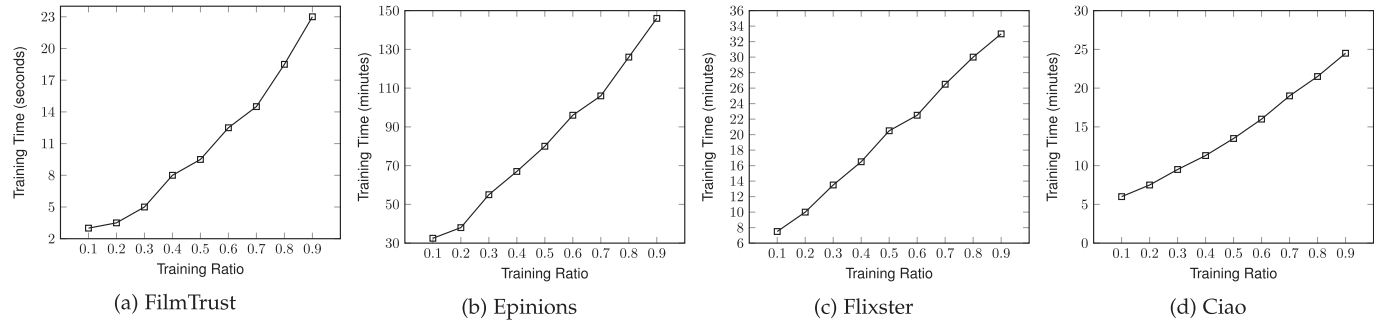 Training Time (seconds)
23
20
17
14
11
8
5
2
0.1 0.2 0.3 0.4 0.5 0.6 0.7 0.8 0.9
Training Ratio
(a) FilmTrust
Training Time (minutes)
150
130
110
90
70
50
30
0.1 0.2 0.3 0.4 0.5 0.6 0.7 0.8 0.9
Training Ratio
(b) Epinions
Training Time (minutes)
36
34
32
30
28
26
24
22
20
18
16
14
12
10
8
6
0.1 0.2 0.3 0.4 0.5 0.6 0.7 0.8 0.9
Training Ratio
(c) Flixster
Training Time (minutes)
30
25
20
15
10
5
0
0.1 0.2 0.3 0.4 0.5 0.6 0.7 0.8 0.9
Training Ratio
(d) Ciao